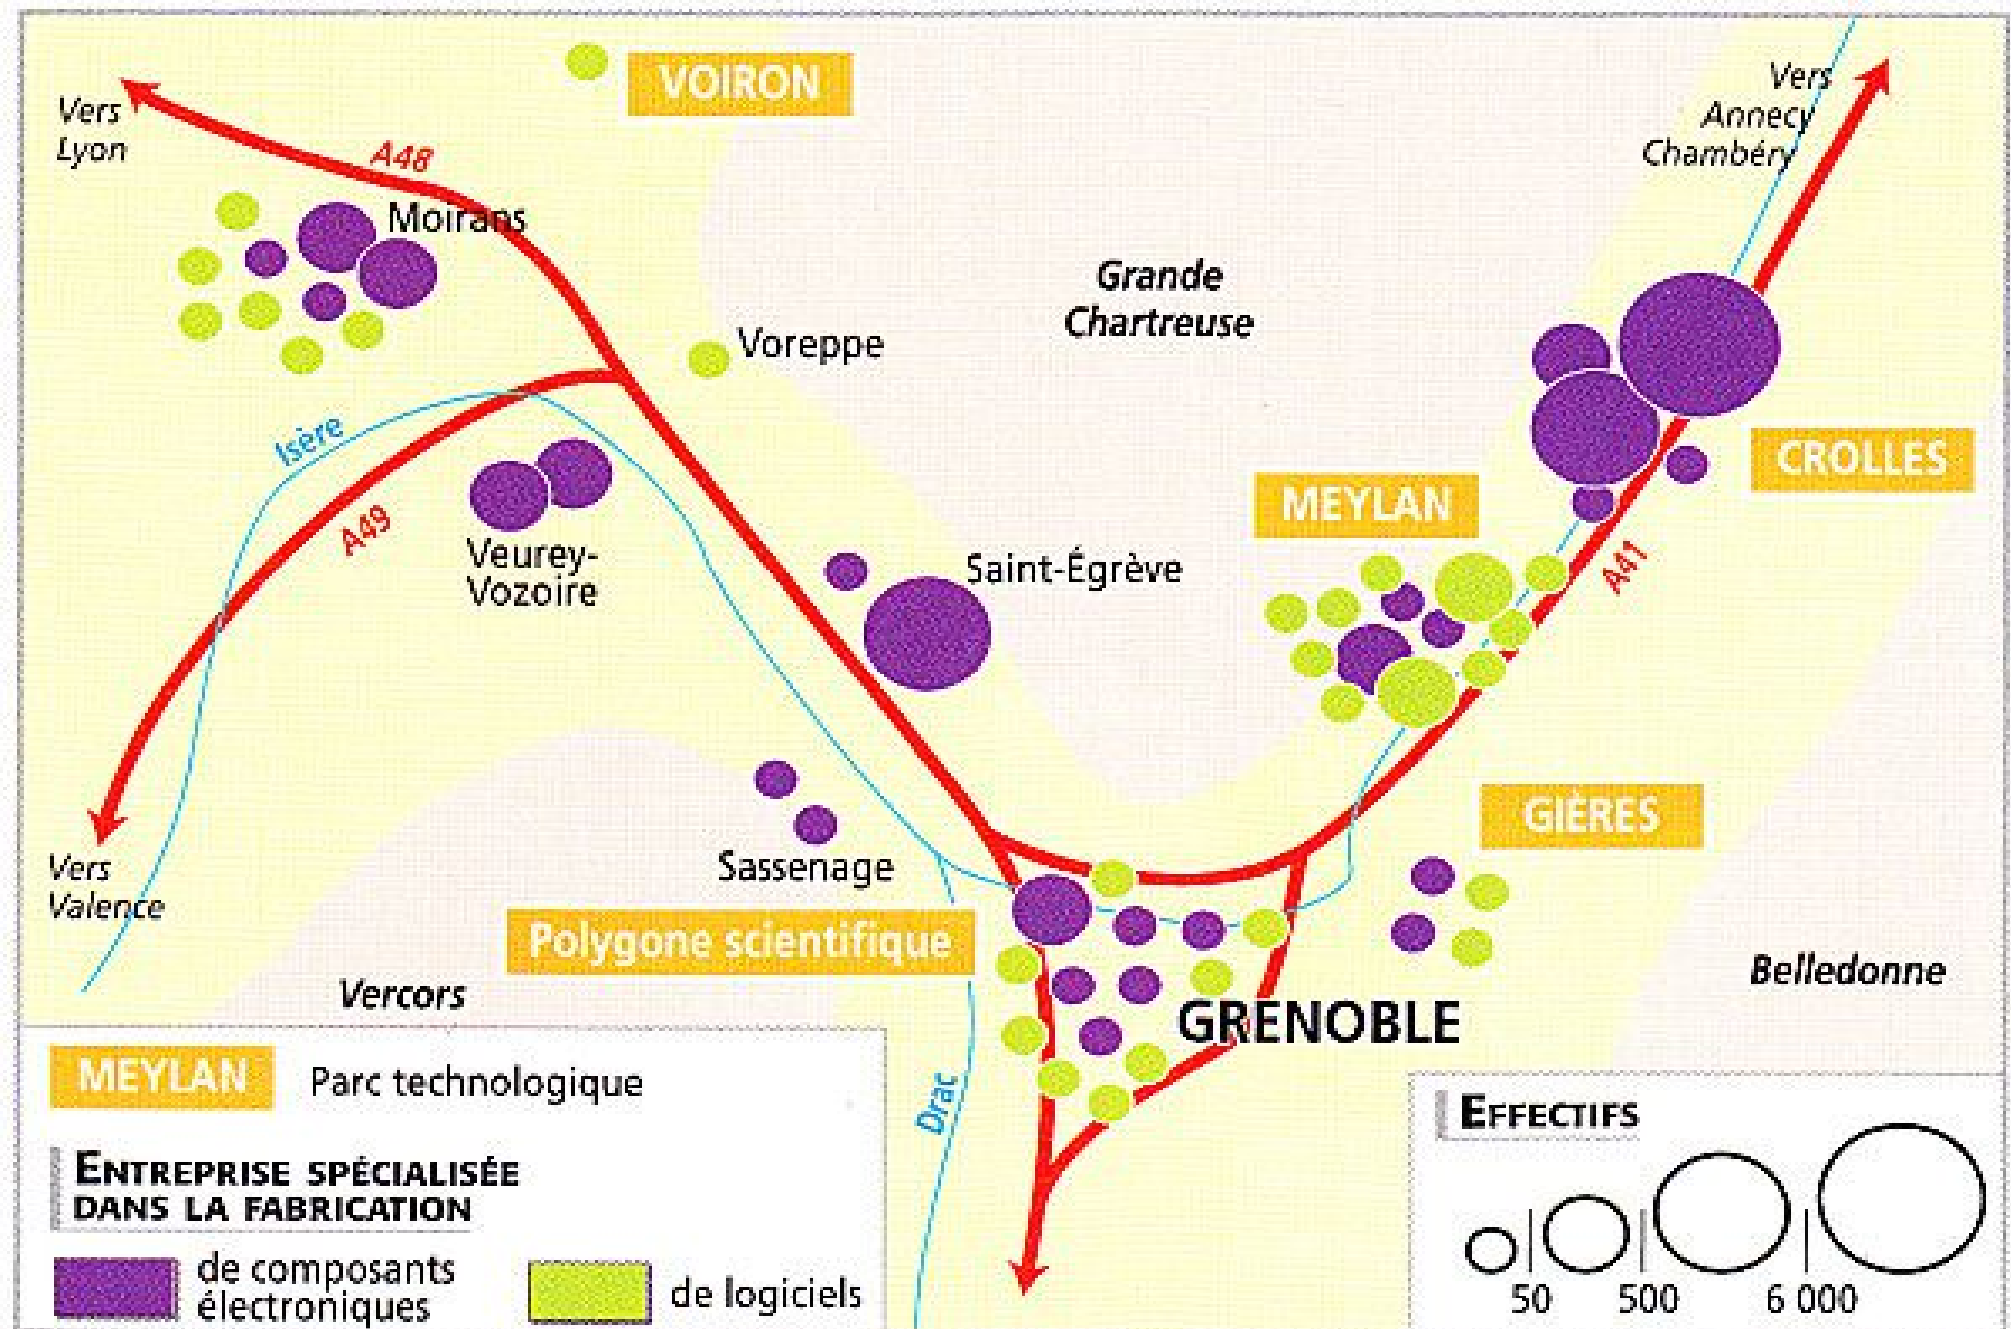 VOIRON
Vers
Lyon
A48
Vers
Annecy
Chambéry
Moirans
Grande
Chartreuse
Voreppe
Isère
A49
CROLLES
MEYLAN
Veurey-
Vozoire
Saint-Égrève
A41
GIÈRES
Sassenage
Vers
Valence
Polygone scientifique
Vercors
Belledonne
GRENOBLE
Drac
MEYLAN Parc technologique
ENTREPRISE SPÉCIALISÉE
DANS LA FABRICATION
de composants
électroniques
de logiciels
EFFECTIFS
50 500 6 000